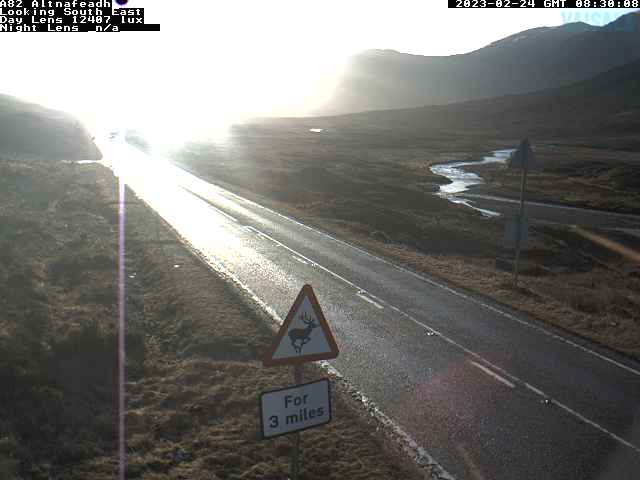 A82 Altnafeadh
Looking South East
Day Lens 12407 lux
Night Lens n/a
2023-02-24 GMT 08:30:08
VAISALA
For
3 miles